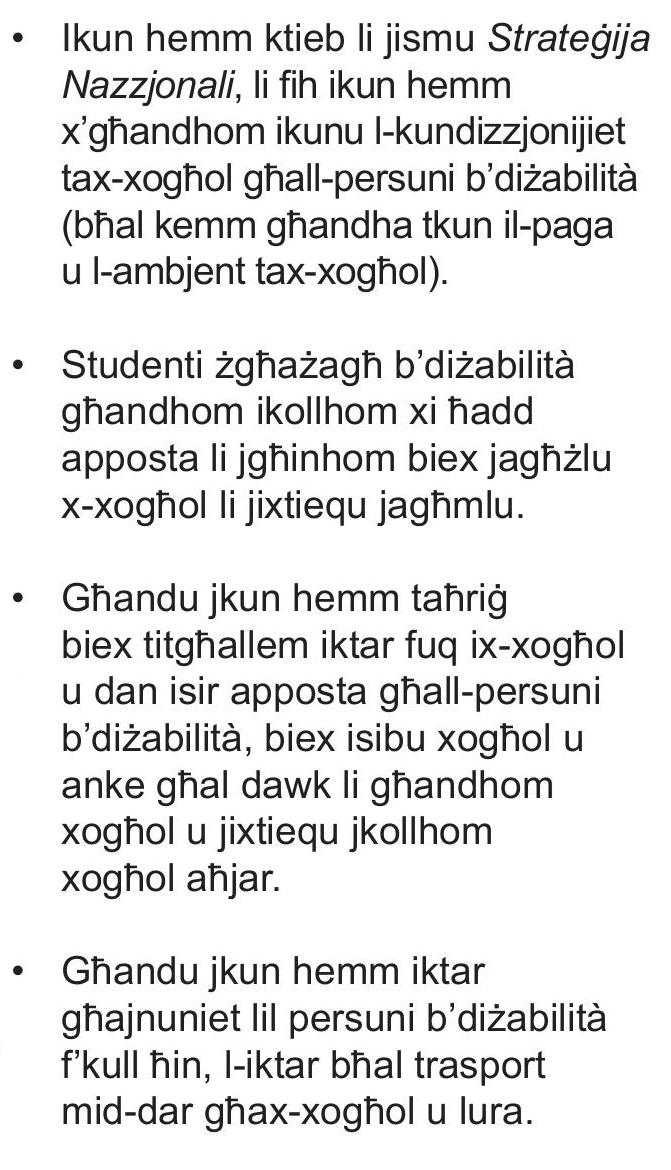 • Ikun hemm ktieb li jismu Strateġija
Nazzjonali, li fih ikun hemm
x’għandhom ikunu l-kundizzjonijiet
tax-xogħol għall-persuni b’diżabilità
(bħal kemm għandha tkun il-paga
u l-ambjent tax-xogħol).
• Studenti żgħażagħ b’diżabilità
għandhom ikollhom xi ħadd
apposta li jgħinhom biex jagħżlu
x-xogħol li jixtiequ jagħmlu.
• Għandu jkun hemm taħriġ
biex titgħallem iktar fuq ix-xogħol
u dan isir apposta għall-persuni
b’diżabilità, biex isibu xogħol u
anke għal dawk li għandhom
xogħol u jixtiequ jkollhom
xogħol aħjar.
• Għandu jkun hemm iktar
għajnuniet lil persuni b’diżabilità
f’kull ħin, l-iktar bħal trasport
mid-dar għax-xogħol u lura.